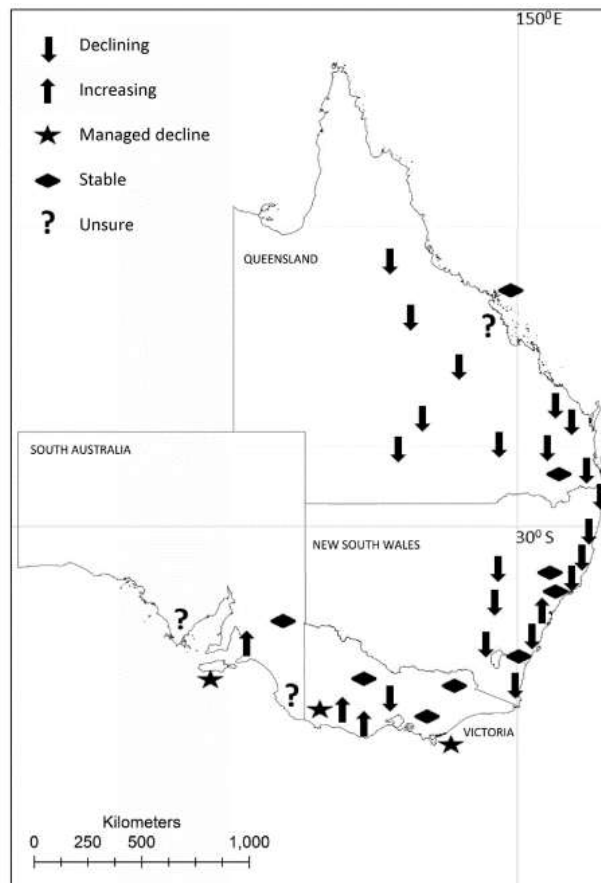 150⁰E
Declining
Increasing
Managed decline
Stable
? Unsure
QUEENSLAND
?
SOUTH AUSTRALIA
NEW SOUTH WALES
30⁰ S
?
?
VICTORIA
Kilometers
0 250 500 1,000